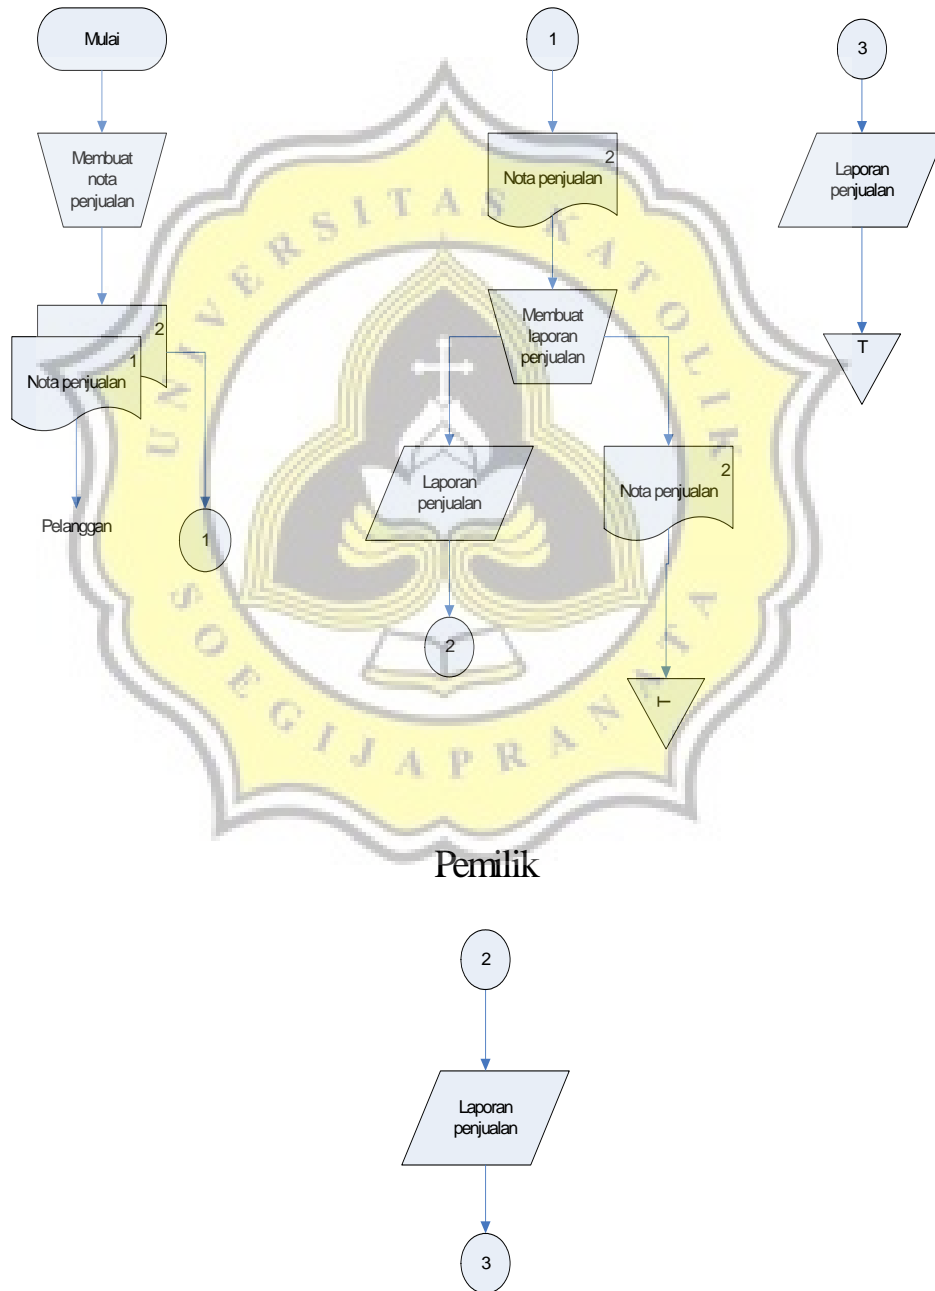 Mulai
Membuat
nota
penjualan
2
1
Nota penjualan
Pelanggan
1
1
2
Nota penjualan
Membuat
laporan
penjualan
Laporan
penjualan
2
2
Nota penjualan
T
3
Laporan
penjualan
T
UNIVERSITAS KATOLIK
SOEGIJAPRANATA
Pemilik
2
Laporan
penjualan
3